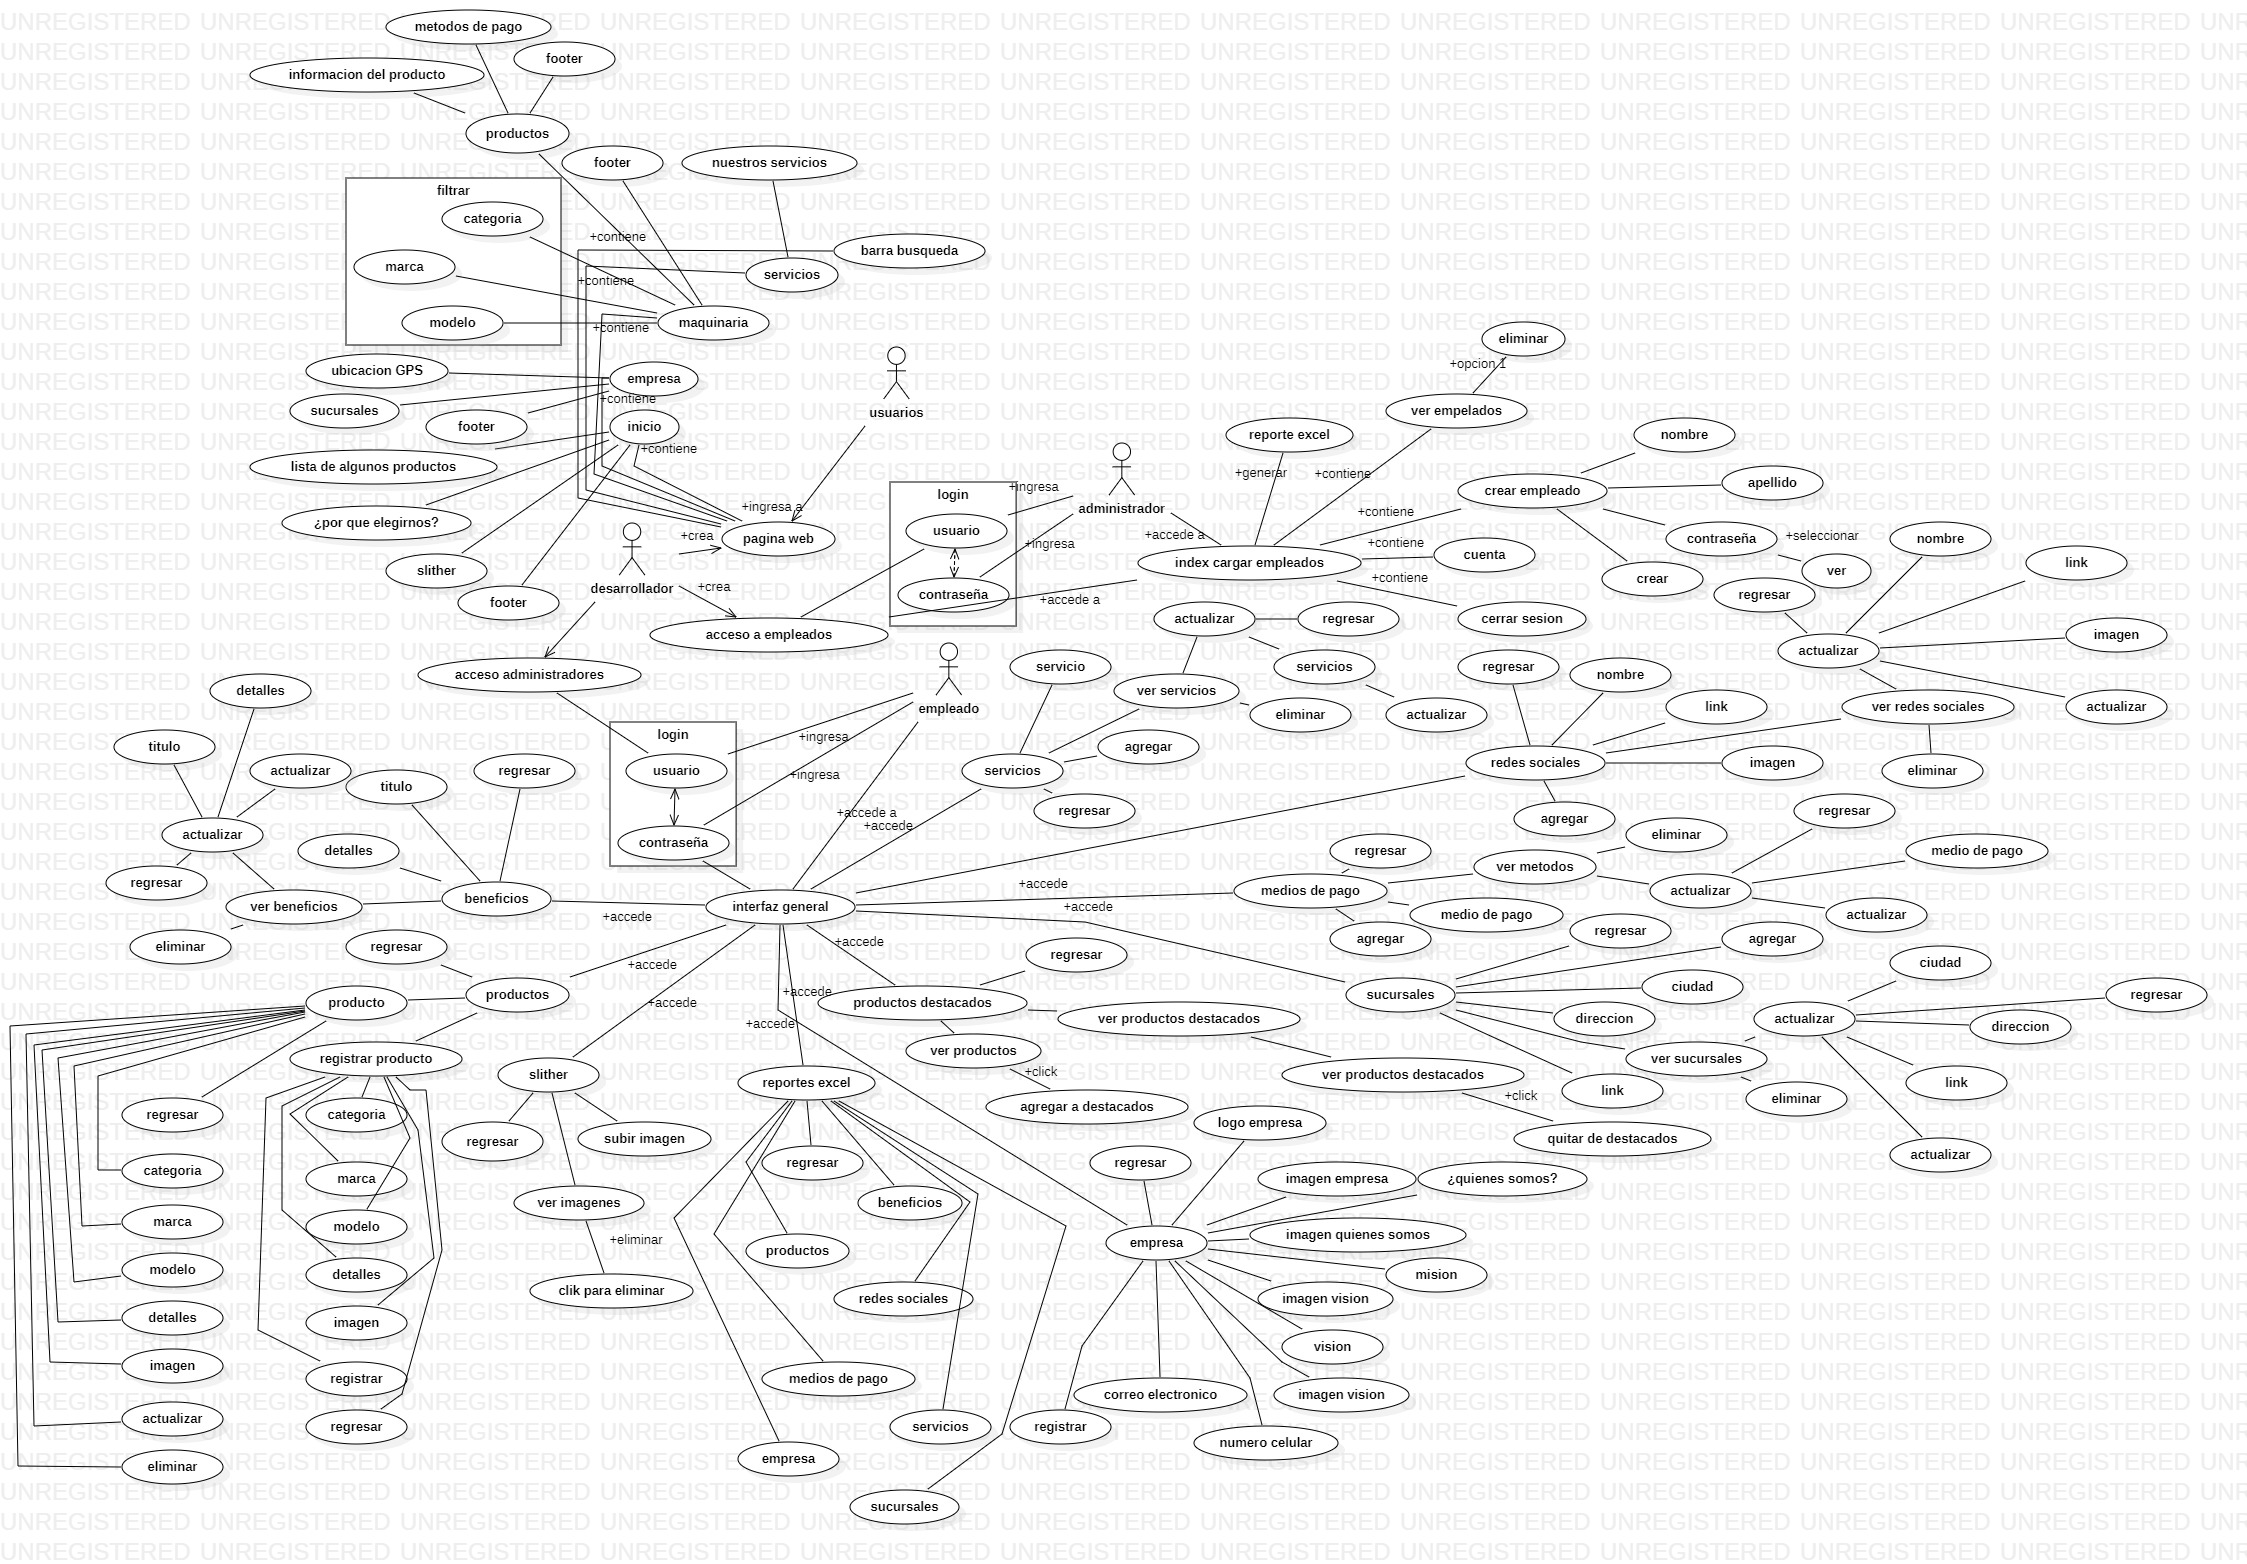 metodos de pago
footer
informacion del producto
productos
footer
nuestros servicios
filtrar
categoria
+contiene
barra busqueda
marca
servicios
+contiene
modelo
+contiene
maquinaria
ubicacion GPS
empresa
+contiene
sucursales
footer
inicio
+contiene
lista de algunos productos
¿por que elegirnos?
slither
footer
usuarios
+ingresa a
pagina web
+crea
desarrollador
+crea
acceso a empleados
acceso administradores
login
usuario
contraseña
+ingresa
+ingresa
administrador
+accede a
+accede a
index cargar empleados
reporte excel
+generar
eliminar
+opcion 1
ver empelados
+contiene
crear empleado
+contiene
nombre
apellido
contraseña
+seleccionar
ver
crear
+contiene
cuenta
+contiene
cerrar sesion
nombre
link
regresar
imagen
actualizar
actualizar
ver redes sociales
eliminar
regresar
nombre
link
redes sociales
imagen
agregar
actualizar
regresar
servicios
actualizar
servicio
ver servicios
eliminar
agregar
servicios
regresar
empleado
login
usuario
contraseña
+ingresa
+ingresa
+accede a
+accede
detalles
titulo
actualizar
actualizar
regresar
titulo
regresar
detalles
beneficios
ver beneficios
eliminar
+accede
interfaz general
+accede
+accede
regresar
medios de pago
medio de pago
agregar
ver metodos
eliminar
regresar
medio de pago
actualizar
actualizar
regresar
agregar
ciudad
sucursales
direccion
link
ver sucursales
eliminar
ciudad
regresar
actualizar
direccion
link
actualizar
regresar
productos
+accede
producto
regresar
categoria
marca
modelo
detalles
imagen
actualizar
eliminar
registrar producto
categoria
marca
modelo
detalles
imagen
registrar
regresar
+accede
slither
regresar
subir imagen
ver imagenes
+eliminar
clik para eliminar
+accede
+accede
+accede
regresar
productos destacados
ver productos destacados
ver productos
+click
agregar a destacados
ver productos destacados
+click
quitar de destacados
reportes excel
regresar
beneficios
productos
redes sociales
medios de pago
servicios
empresa
sucursales
logo empresa
regresar
imagen empresa
¿quienes somos?
empresa
imagen quienes somos
mision
imagen vision
vision
imagen vision
correo electronico
registrar
numero celular
UNREGISTERED